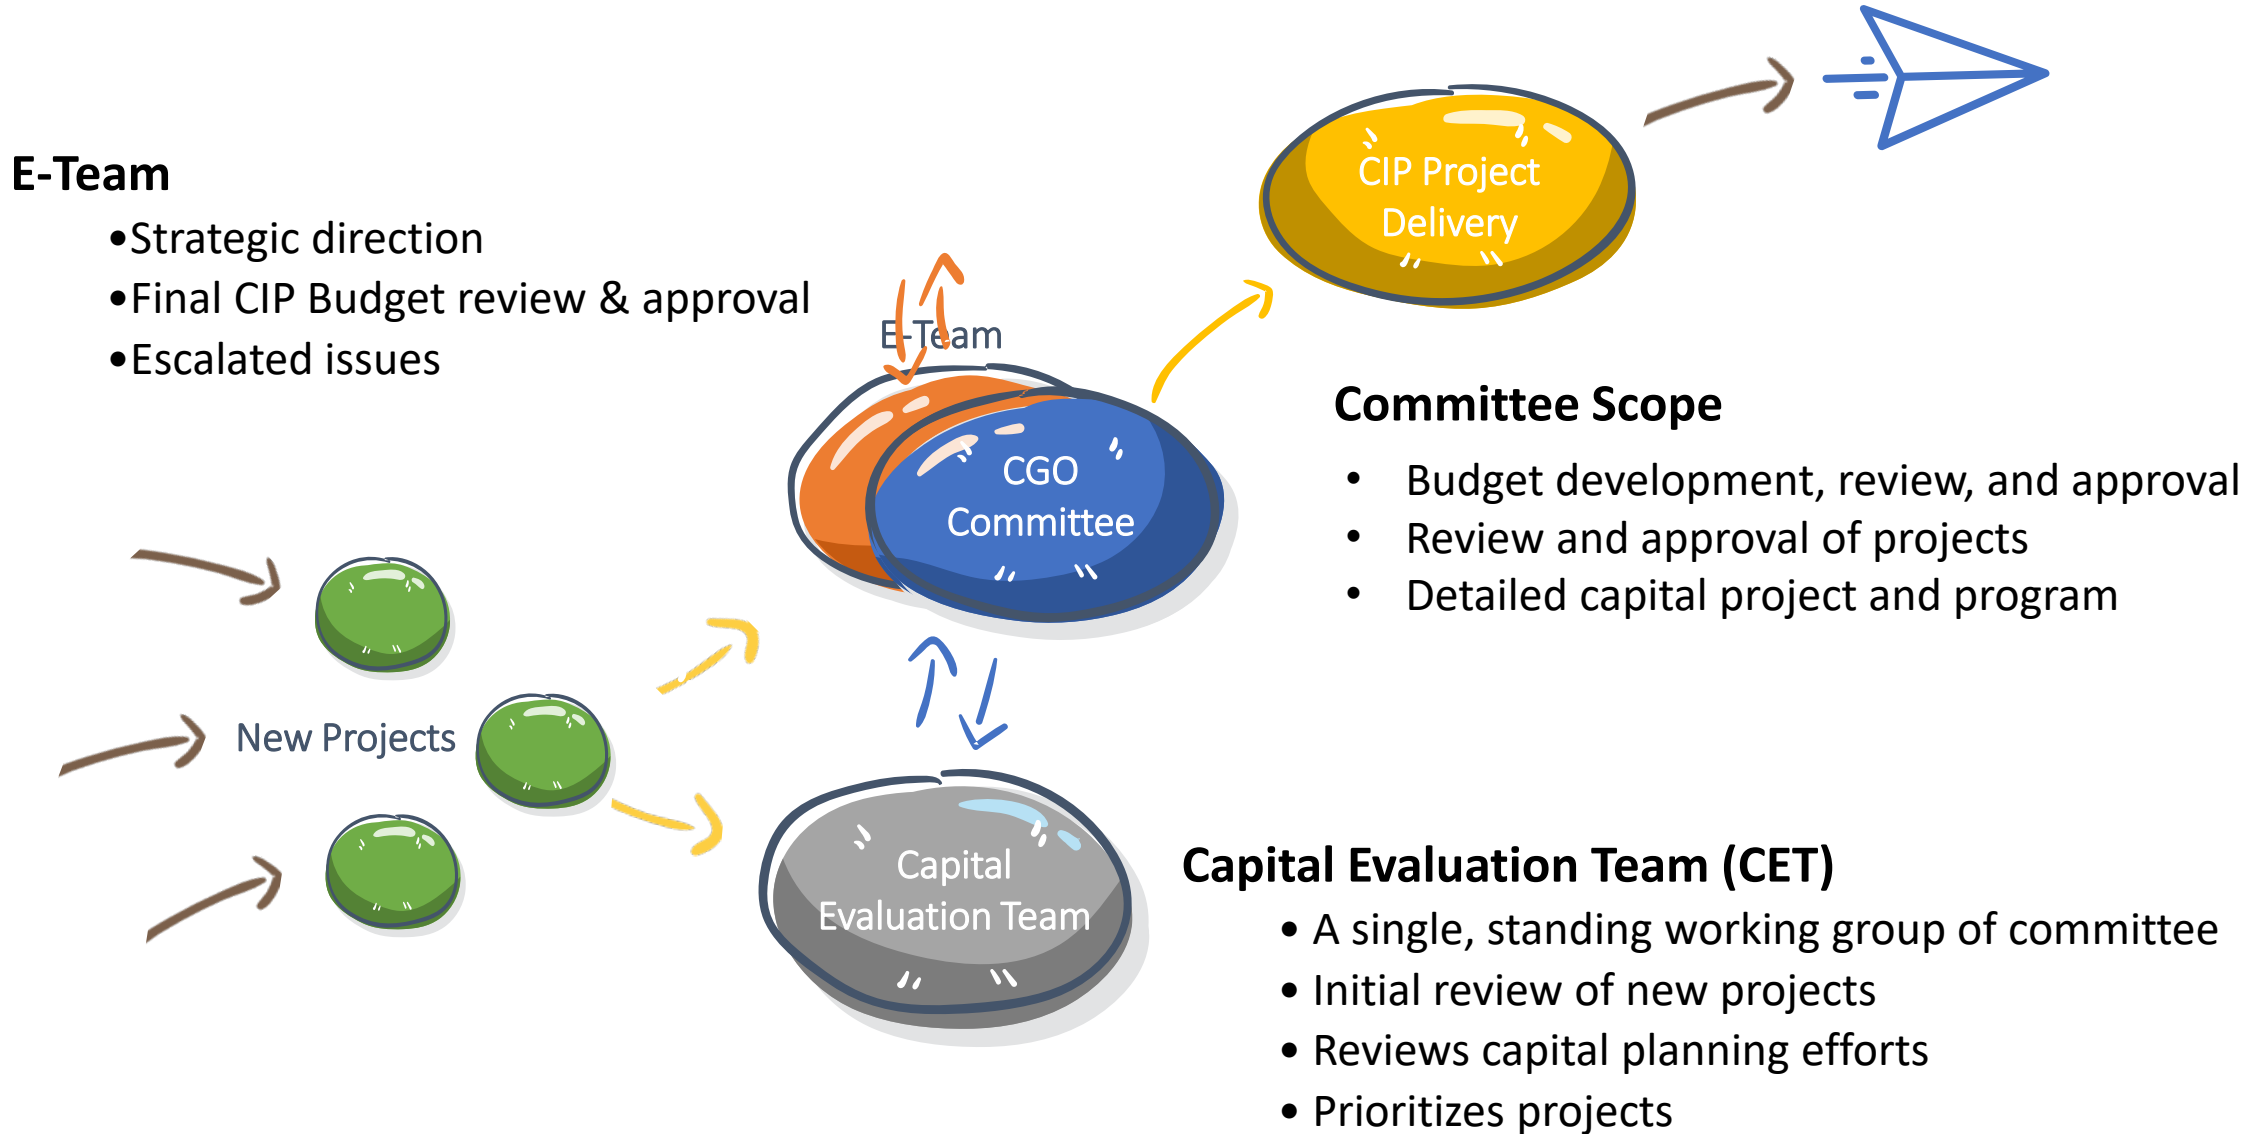 E-Team
•Strategic direction
•Final CIP Budget review & approval
•Escalated issues
CIP Project
Delivery
E-Team
CGO
Committee
Committee Scope
• Budget development, review, and approval
• Review and approval of projects
• Detailed capital project and program
New Projects
Capital
Evaluation Team
Capital Evaluation Team (CET)
• A single, standing working group of committee
• Initial review of new projects
• Reviews capital planning efforts
• Prioritizes projects